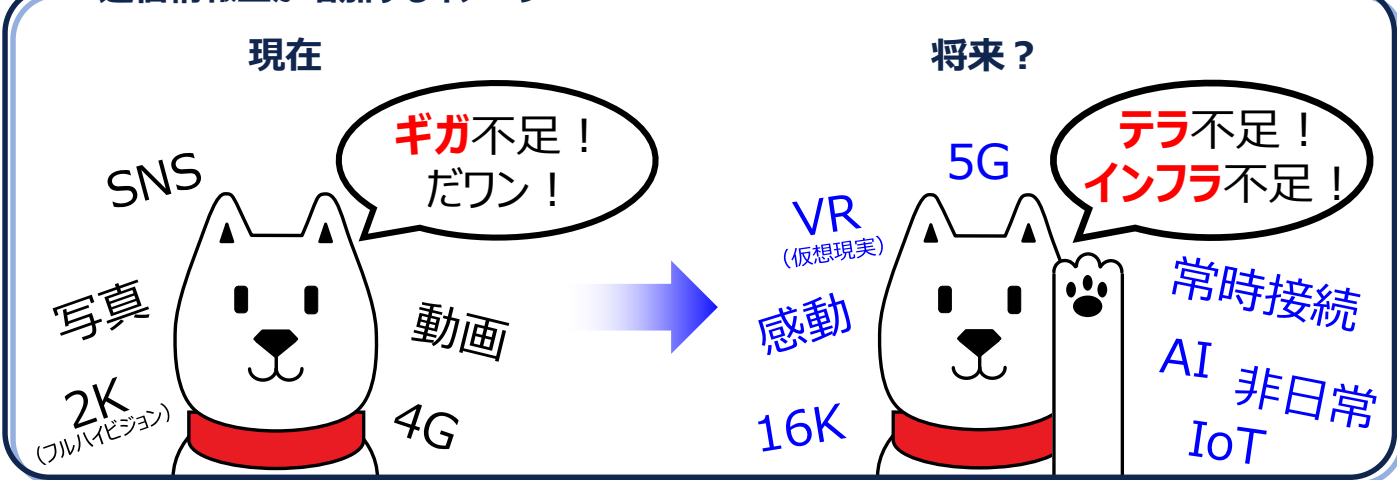 現在
ギガ不足！
だワン！
SNS
写真
動画
2K
（フルハイビジョン）
4G
将来？
テラ不足！
インフラ不足！
5G
VR
（仮想現実）
感動
16K
常時接続
AI
非日常
IoT